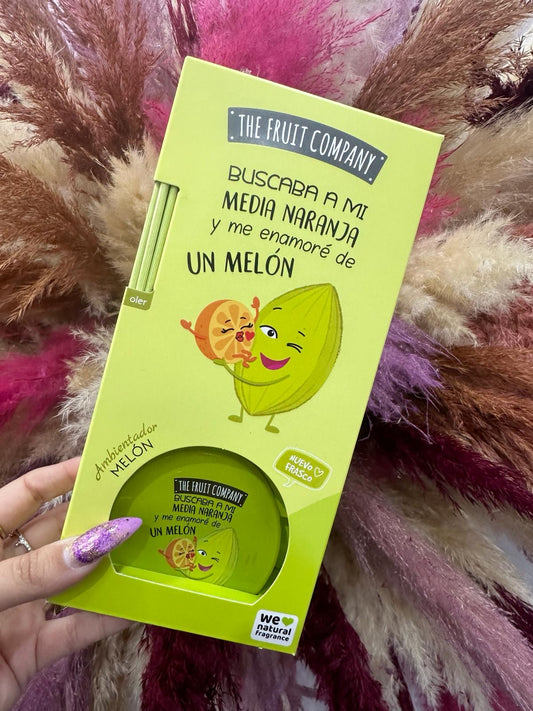 THE FRUIT COMPANY
BUSCABA A MI
MEDIA NARANJA
y me enamoré de
UN MELÓN
oler
Ambientador
MELÓN
NUEVO
FRASCO
THE FRUIT COMPANY
BUSCABA A MI
MEDIA NARANJA
y me enamoré de
UN MELÓN
we
natural
fragrance